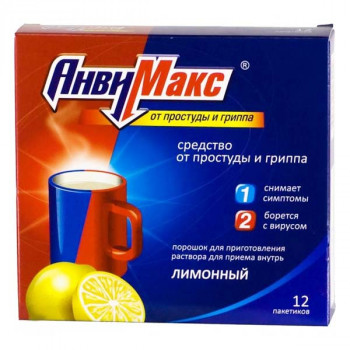 АнвиМакс®
от простуды и гриппа
средство
от простуды и гриппа
1 снимает
симптомы
2 борется
с вирусом
порошок для приготовления
раствора для приема внутрь
ЛИМОННЫЙ
12
пакетиков